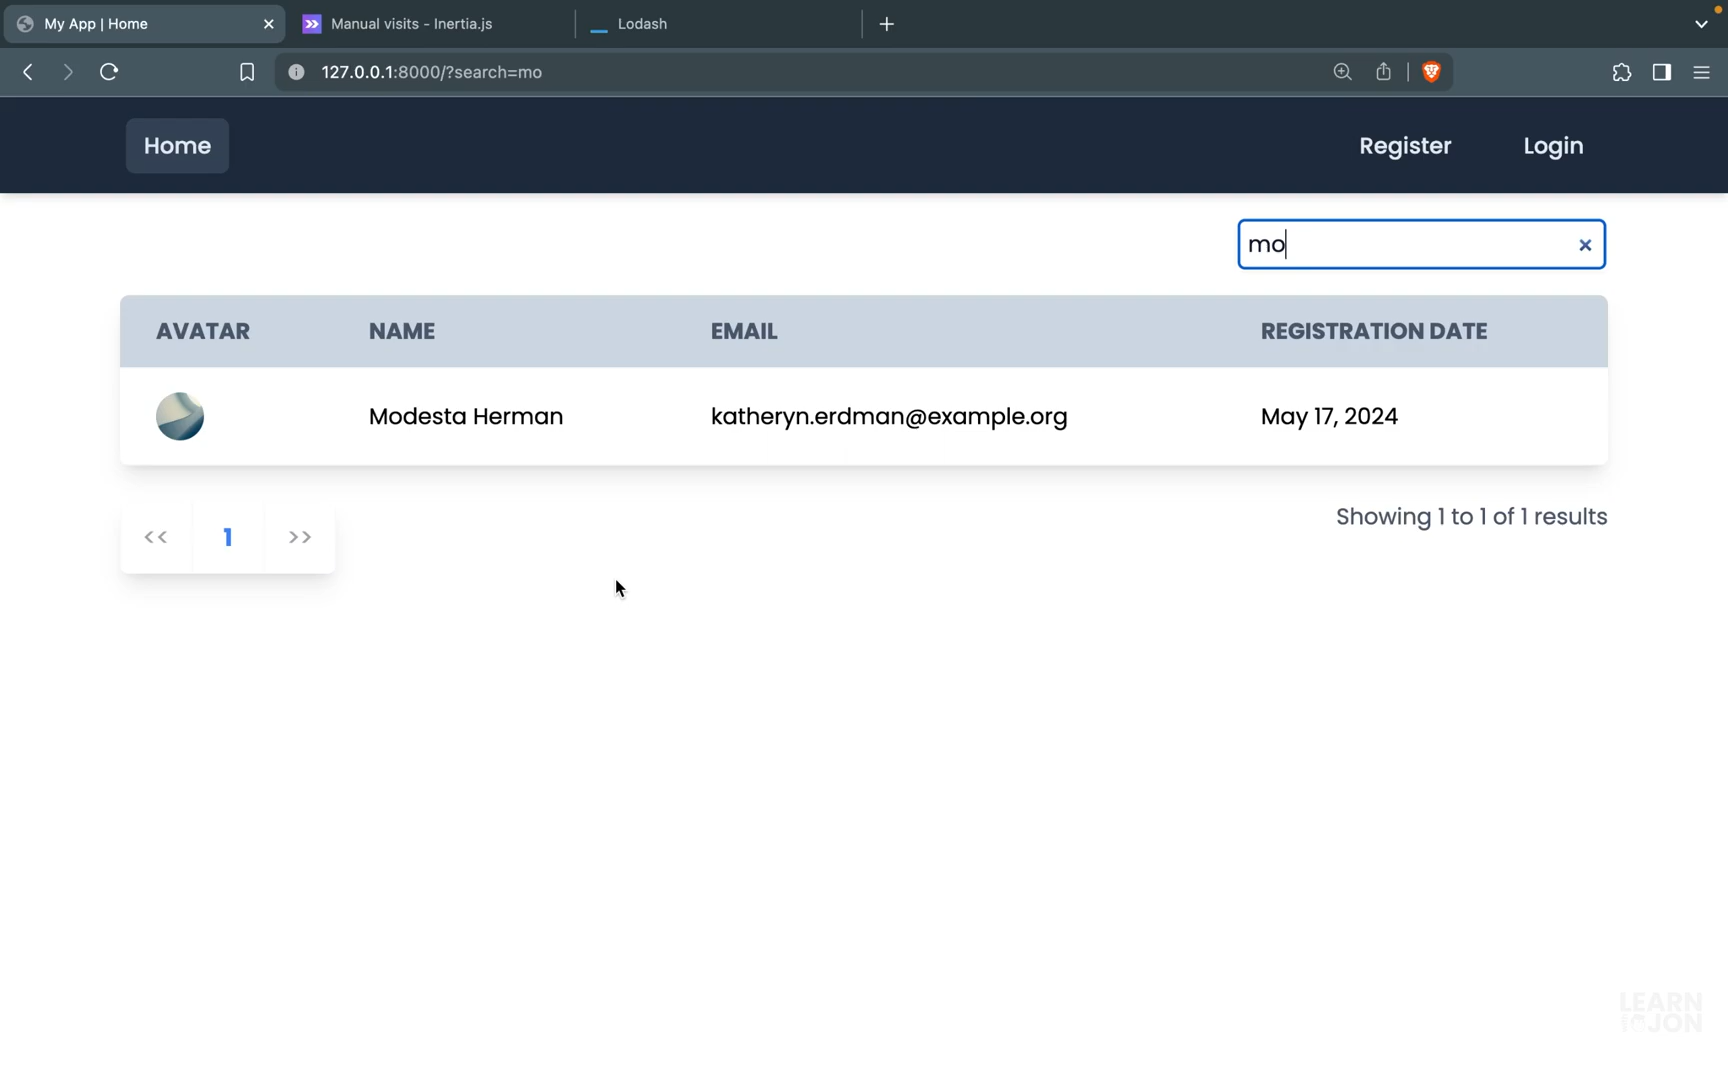 My App | Home
Manual visits - Inertia.js
Lodash
127.0.0.1:8000/?search=mo
Home
Register
Login
mo
AVATAR NAME EMAIL REGISTRATION DATE
Modesta Herman katheryn.erdman@example.org May 17, 2024
<< 1 >>
Showing 1 to 1 of 1 results
LEARN
JON